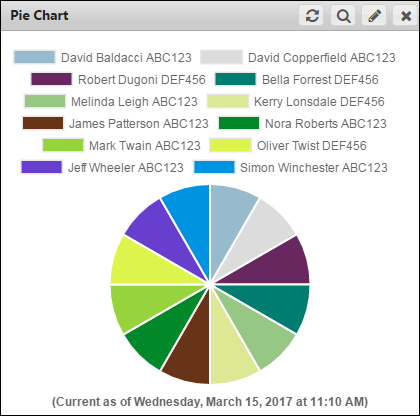 Pie Chart
David Baldacci ABC123 David Copperfield ABC123
Robert Dugoni DEF456 Bella Forrest DEF456
Melinda Leigh ABC123 Kerry Lonsdale DEF456
James Patterson ABC123 Nora Roberts ABC123
Mark Twain ABC123 Oliver Twist DEF456
Jeff Wheeler ABC123 Simon Winchester ABC123
(Current as of Wednesday, March 15, 2017 at 11:10 AM)